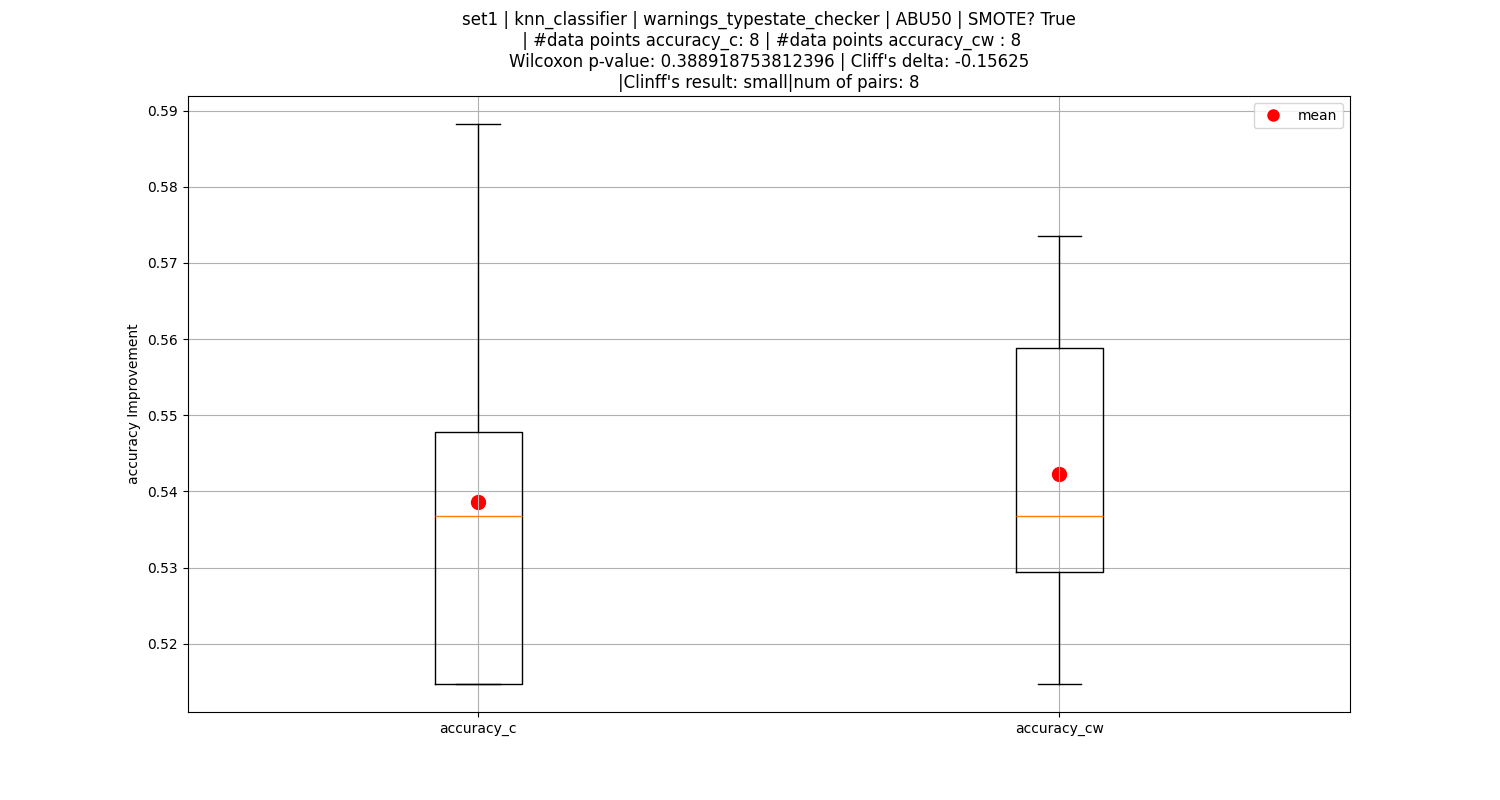 set1 | knn_classifier | warnings_typestate_checker | ABU50 | SMOTE? True
| #data points accuracy_c: 8 | #data points accuracy_cw : 8
Wilcoxon p-value: 0.388918753812396 | Cliff's delta: -0.15625
|Clinff's result: small|num of pairs: 8
mean
0.59
0.58
0.57
0.56
0.55
0.54
0.53
0.52
accuracy Improvement
accuracy_c
accuracy_cw